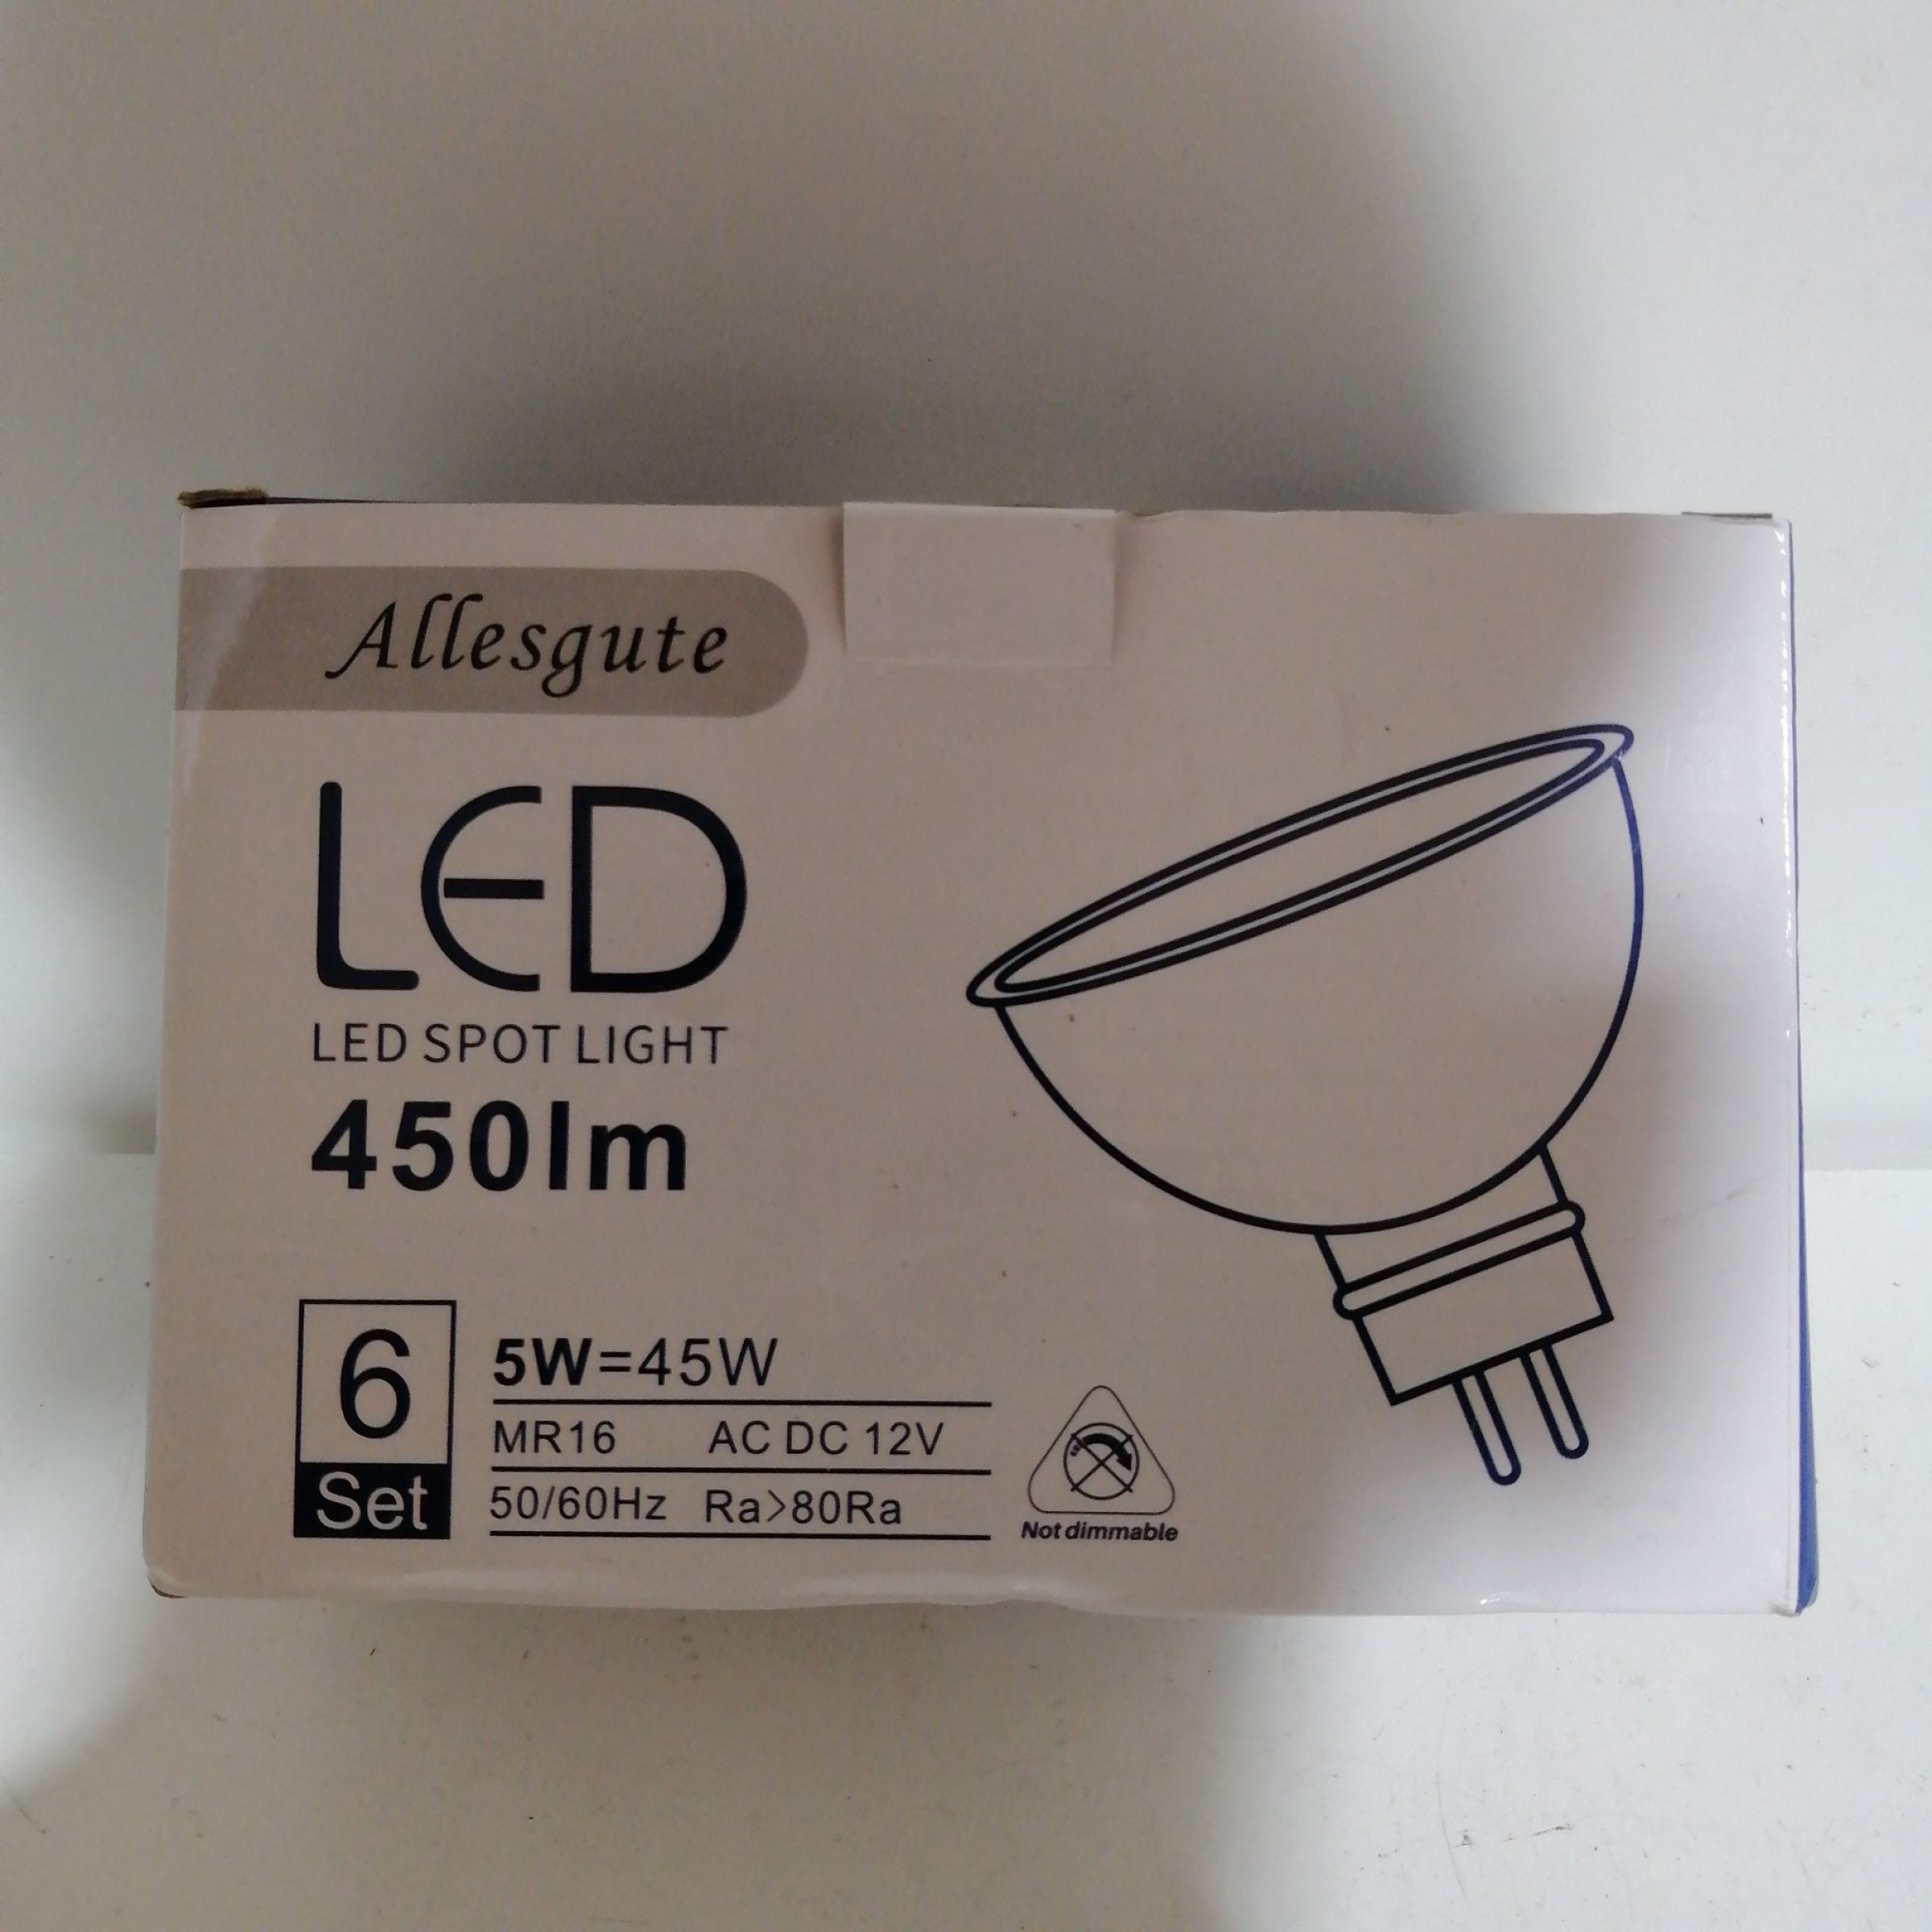 Allesgute
LED
LED SPOT LIGHT
450lm
6
Set
5W=45W
MR16 AC DC 12V
50/60Hz Ra>80Ra
Not dimmable